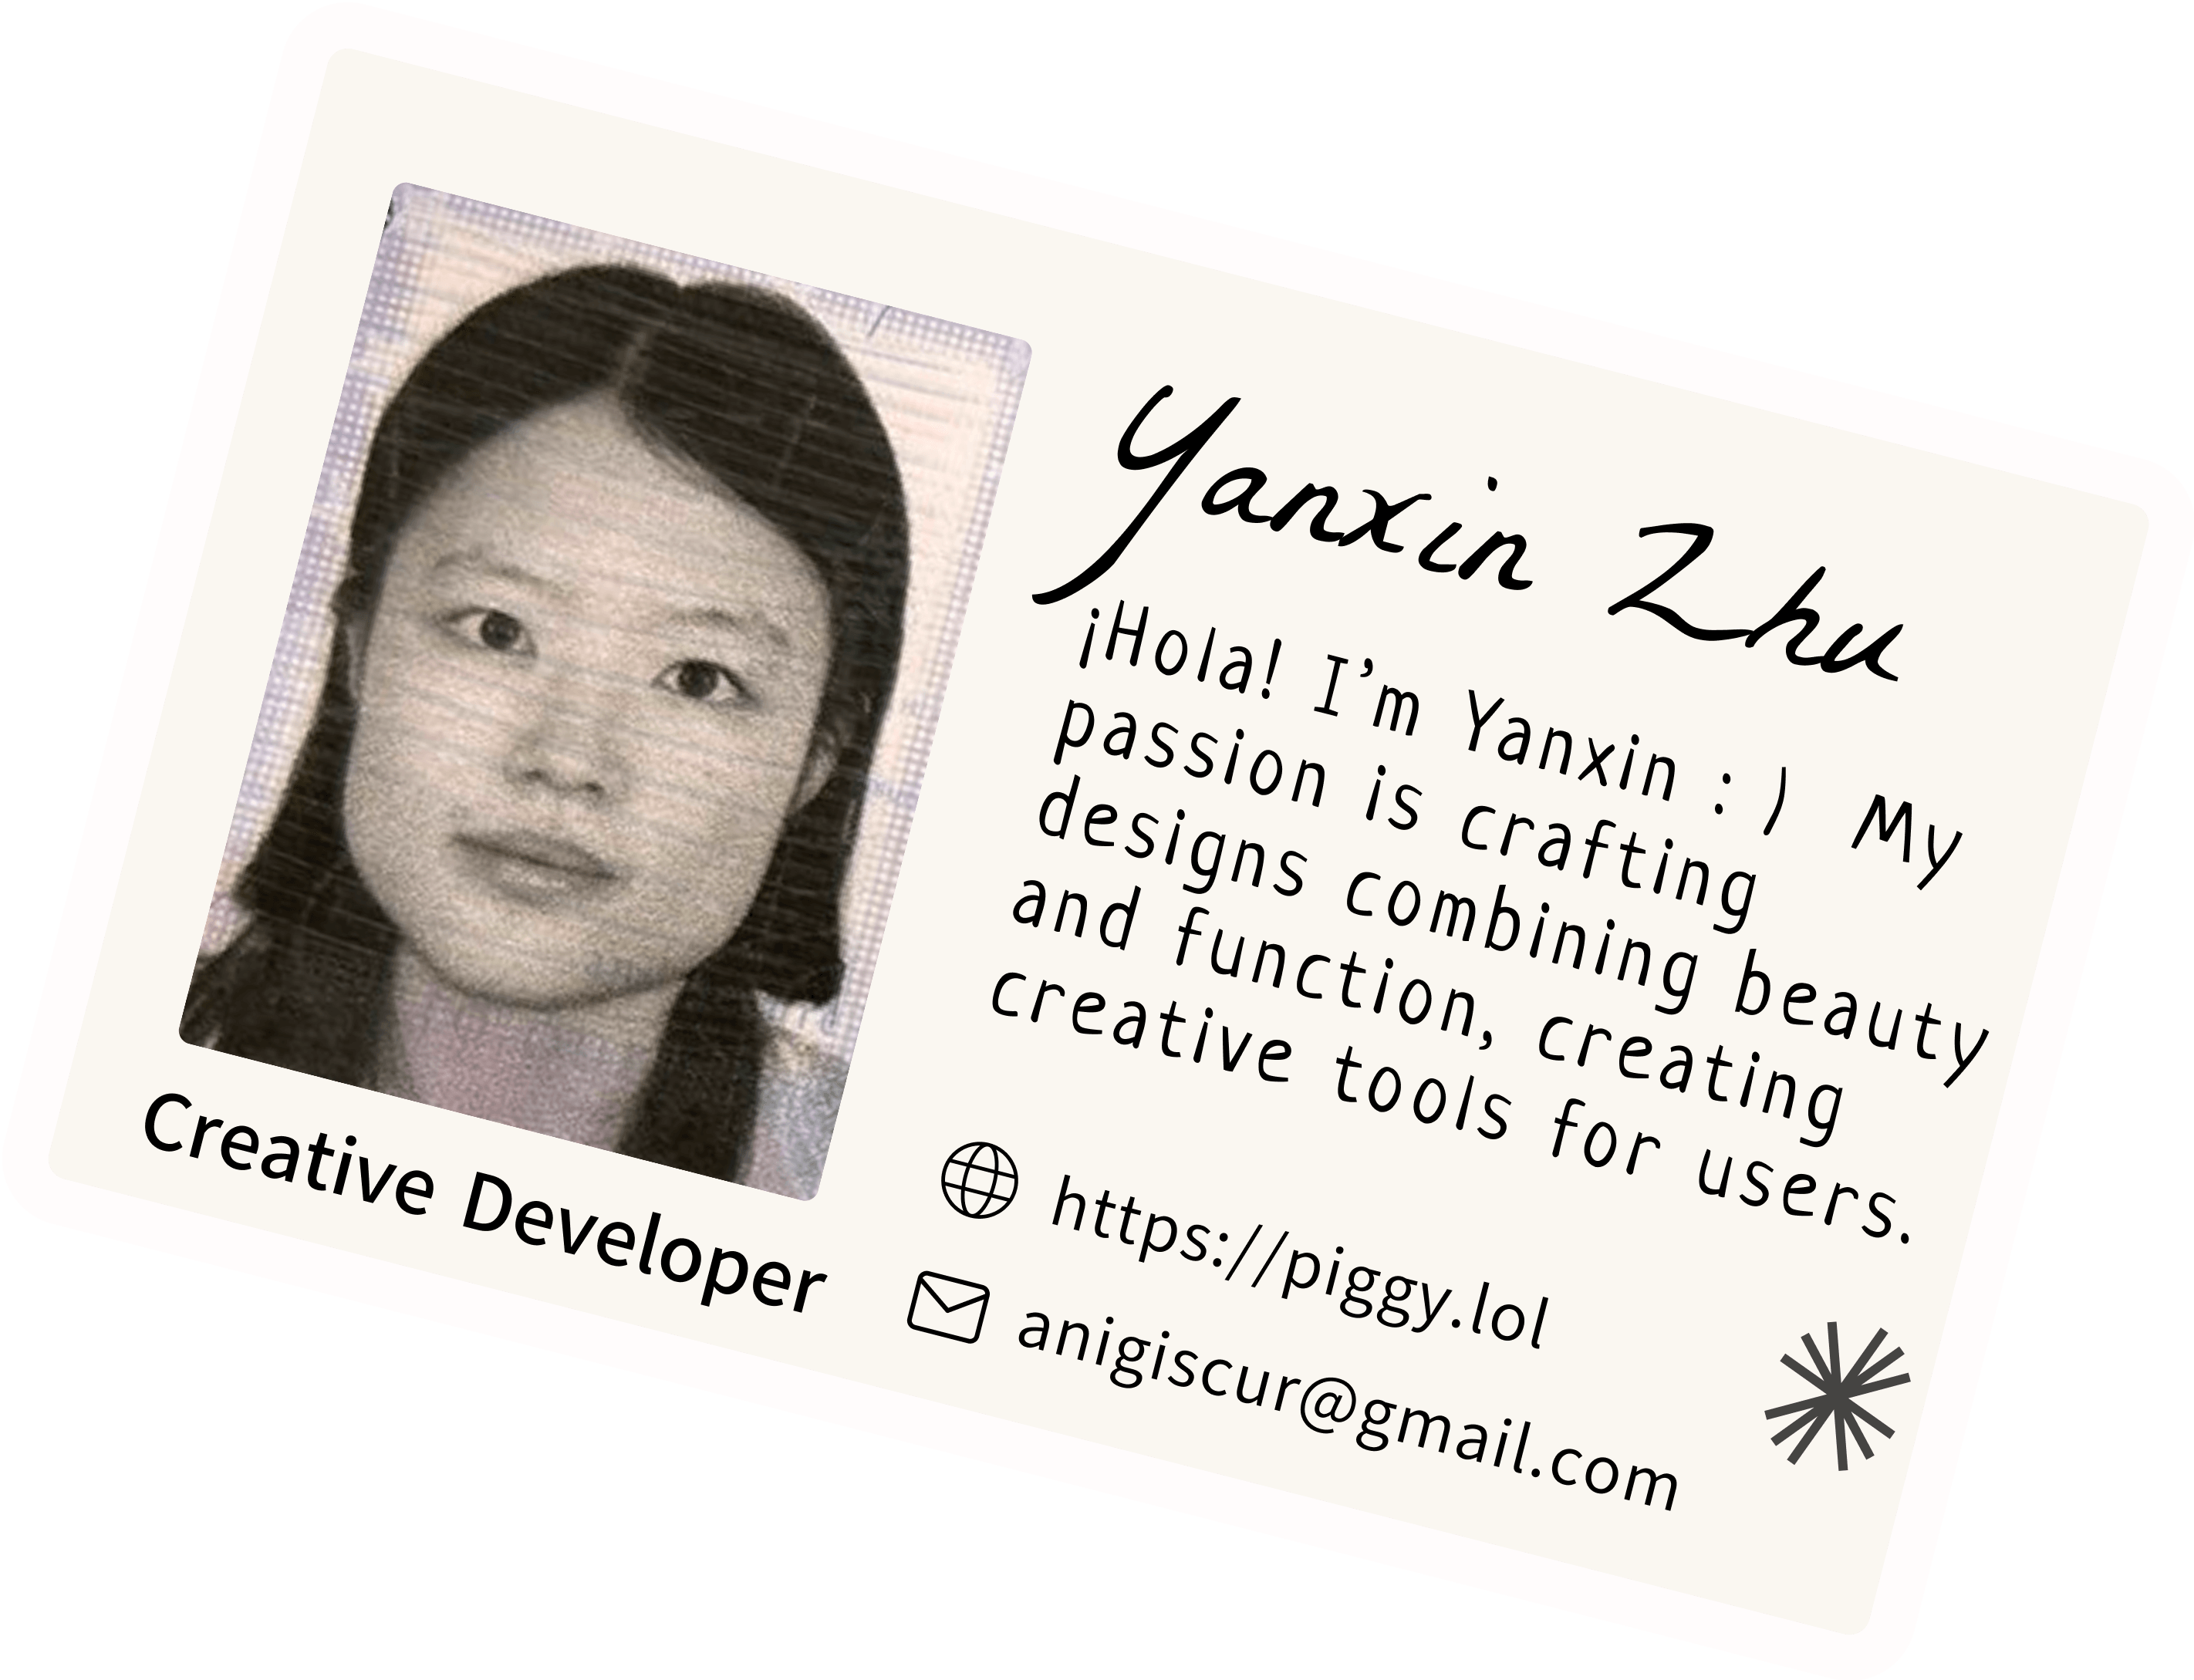 Yanxin Zhu
¡Hola! I’m Yanxin :) My
passion is crafting
designs combining beauty
and function, creating
creative tools for users.
Creative Developer
https://piggy.lol
anigiscur@gmail.com